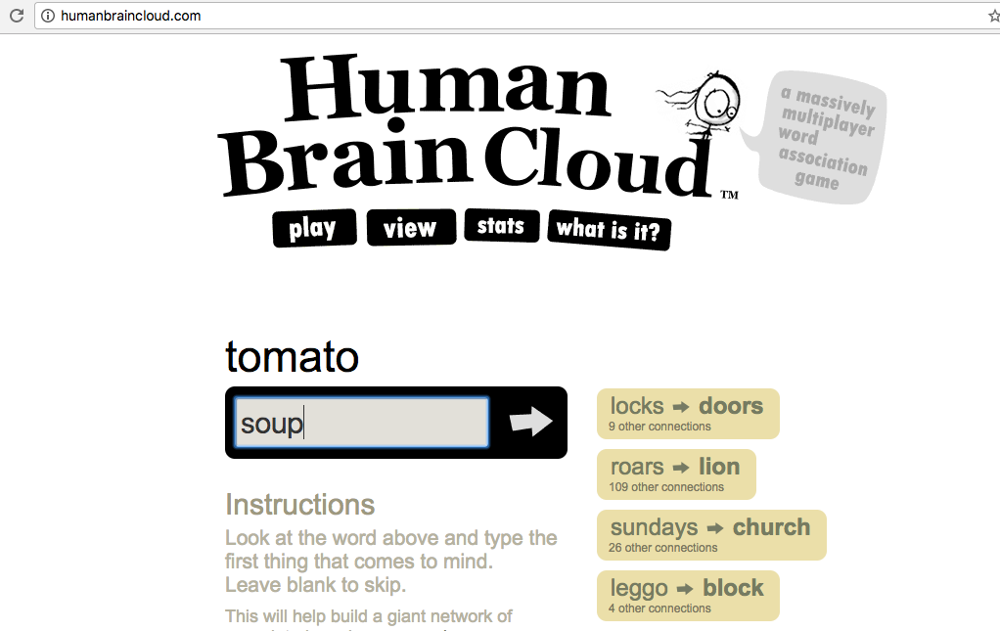 humanbraincloud.com
Human
Brain Cloud ™
a massively
multiplayer
word
association
game
play view stats what is it?
tomato
soup
Instructions
Look at the word above and type the
first thing that comes to mind.
Leave blank to skip.
This will help build a giant network of
locks ➡ doors
9 other connections
roars ➡ lion
109 other connections
sundays ➡ church
26 other connections
leggo ➡ block
4 other connections